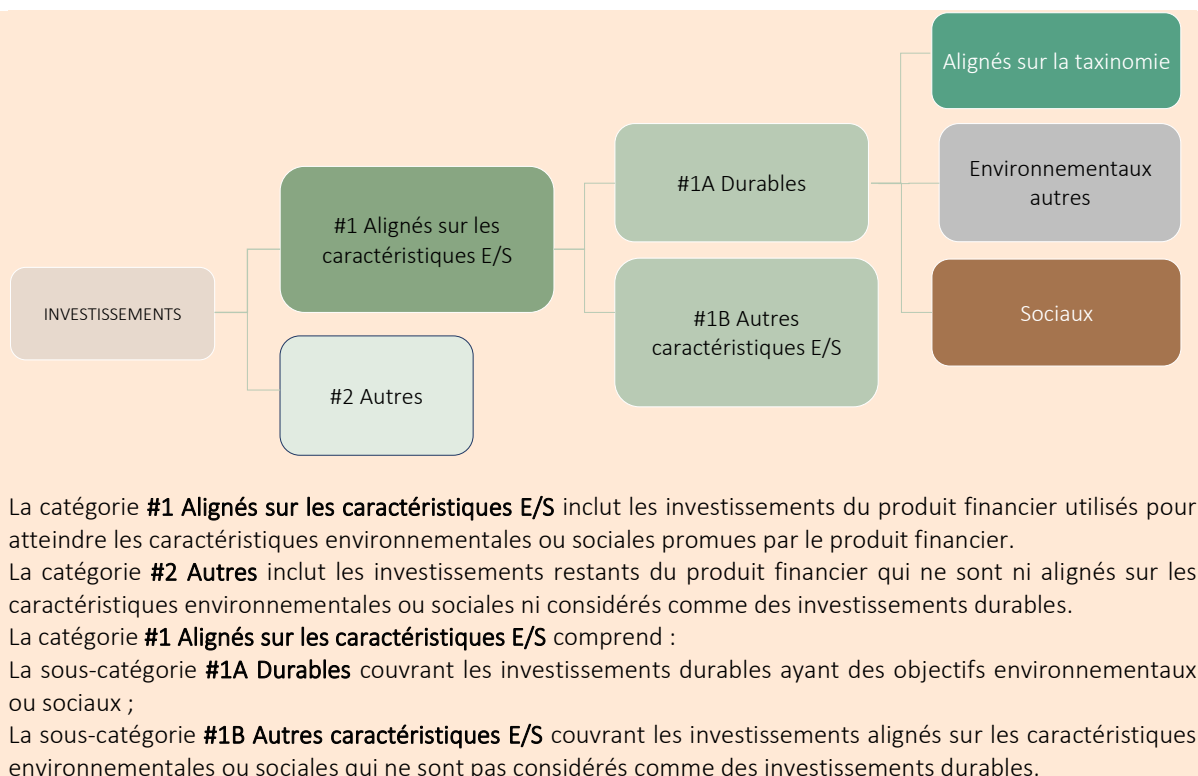 Alignés sur la taxinomie
Environnementaux
autres
#1A Durables
#1 Alignés sur les
caractéristiques E/S
INVESTISSEMENTS
#1B Autres
caractéristiques E/S
Sociaux
#2 Autres
La catégorie #1 Alignés sur les caractéristiques E/S inclut les investissements du produit financier utilisés pour
atteindre les caractéristiques environnementales ou sociales promues par le produit financier.
La catégorie #2 Autres inclut les investissements restants du produit financier qui ne sont ni alignés sur les
caractéristiques environnementales ou sociales ni considérés comme des investissements durables.
La catégorie #1 Alignés sur les caractéristiques E/S comprend :
La sous-catégorie #1A Durables couvrant les investissements durables ayant des objectifs environnementaux
ou sociaux ;
La sous-catégorie #1B Autres caractéristiques E/S couvrant les investissements alignés sur les caractéristiques
environnementales ou sociales qui ne sont pas considérés comme des investissements durables.